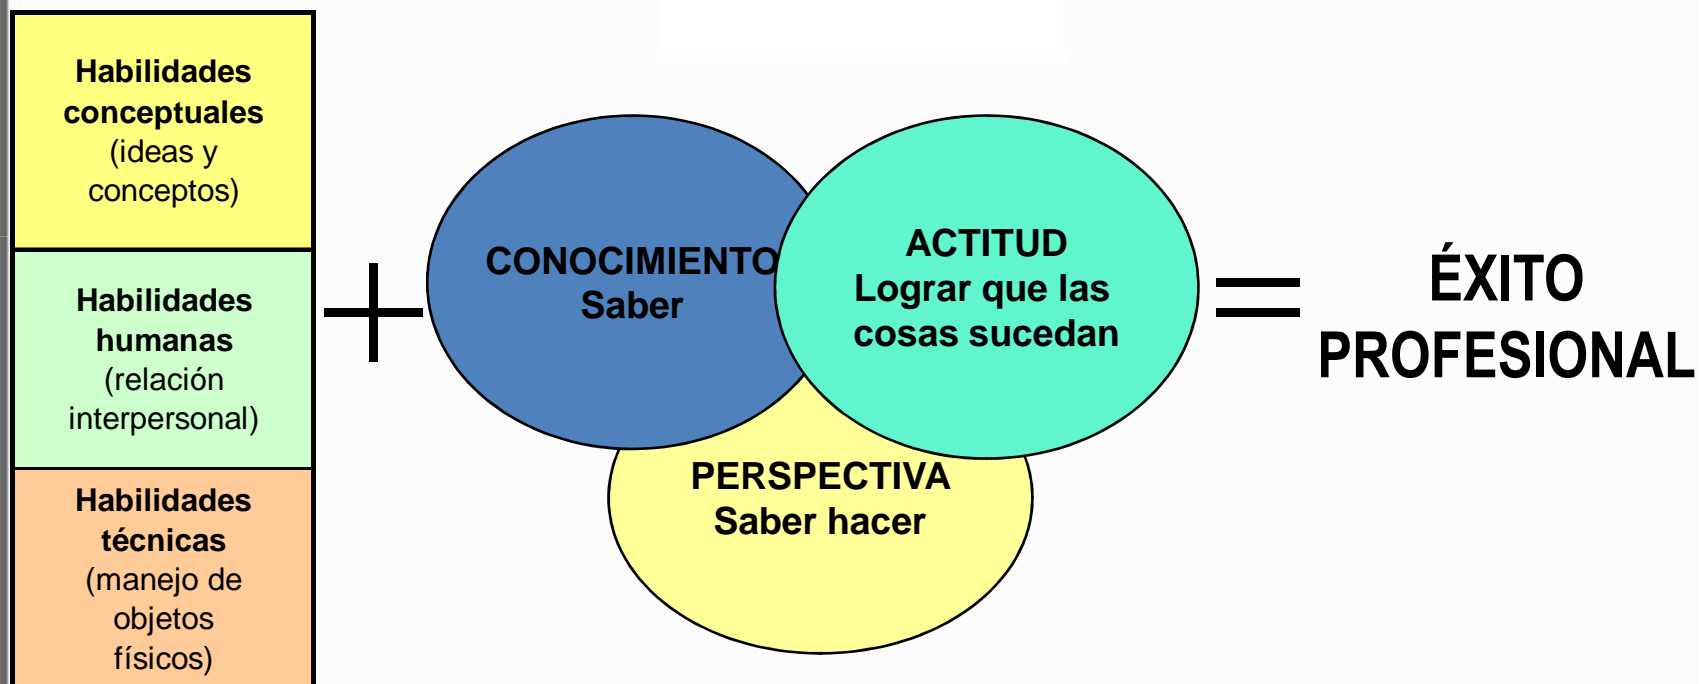 Habilidades
conceptuales
(ideas y
conceptos)
Habilidades
humanas
(relación
interpersonal)
Habilidades
técnicas
(manejo de
objetos
físicos)
CONOCIMIENTO
Saber
ACTITUD
Lograr que las
cosas sucedan
PERSPECTIVA
Saber hacer
ÉXITO
PROFESIONAL